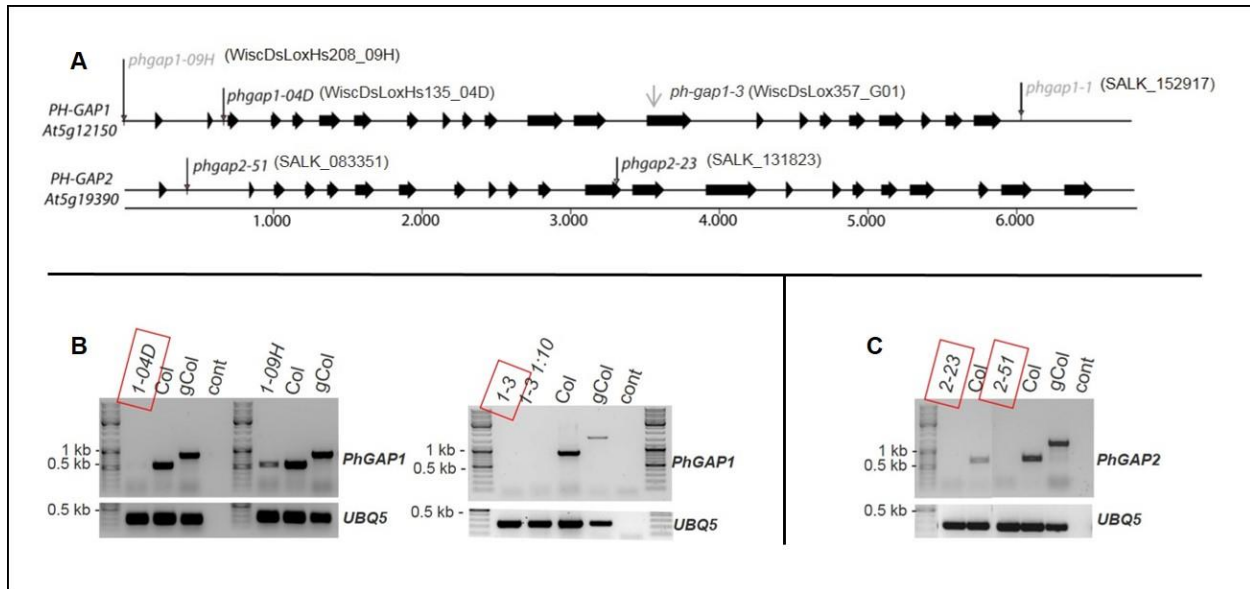 A
phgap1-09H (WiscDsLoxHs208_09H)
phgap1-04D (WiscDsLoxHs135_04D)
ph-gap1-3 (WiscDsLox357_G01)
phgap1-1 (SALK_152917)
PH-GAP1
At5g12150
phgap2-51 (SALK_083351)
phgap2-23 (SALK_131823)
PH-GAP2
At5g19390
1.000 2.000 3.000 4.000 5.000 6.000
B
1-04D Col gCol cont 1-09H Col gCol
1 kb -
0.5 kb -
PhGAP1
0.5 kb -
UBQ5
1-3 1-3 1:10 Col gCol cont
1 kb -
0.5 kb -
PhGAP1
0.5 kb -
UBQ5
C
2-23 Col 2-51 Col gCol cont
1 kb -
0.5 kb -
PhGAP2
0.5 kb -
UBQ5